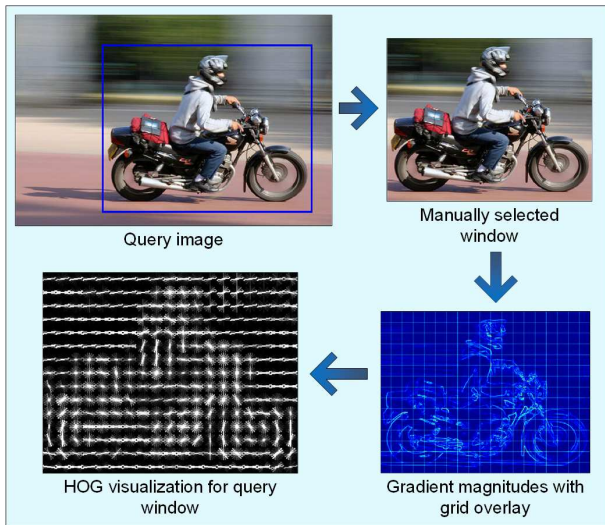 Query image
Manually selected
window
HOG visualization for query
window
Gradient magnitudes with
grid overlay